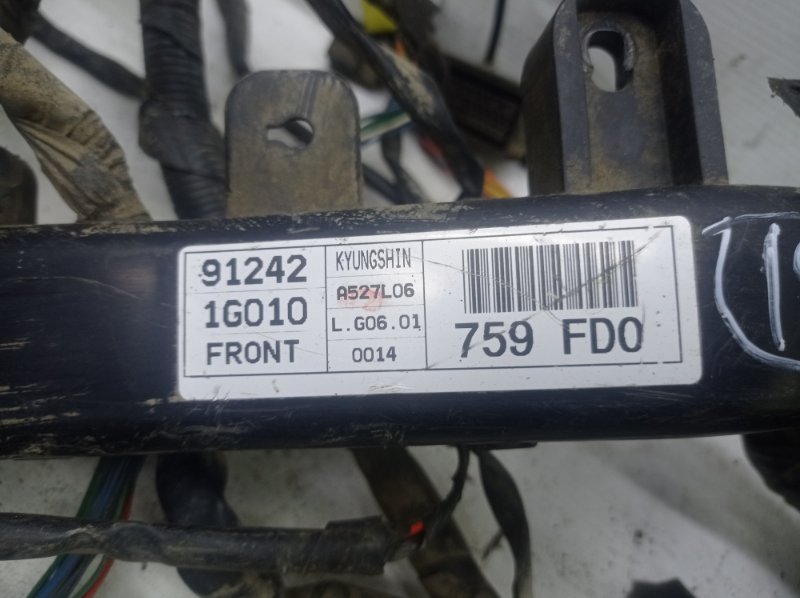 91242
1G010
FRONT
KYUNGSHIN
A527L06
L.G06.01
0014
759 FD0